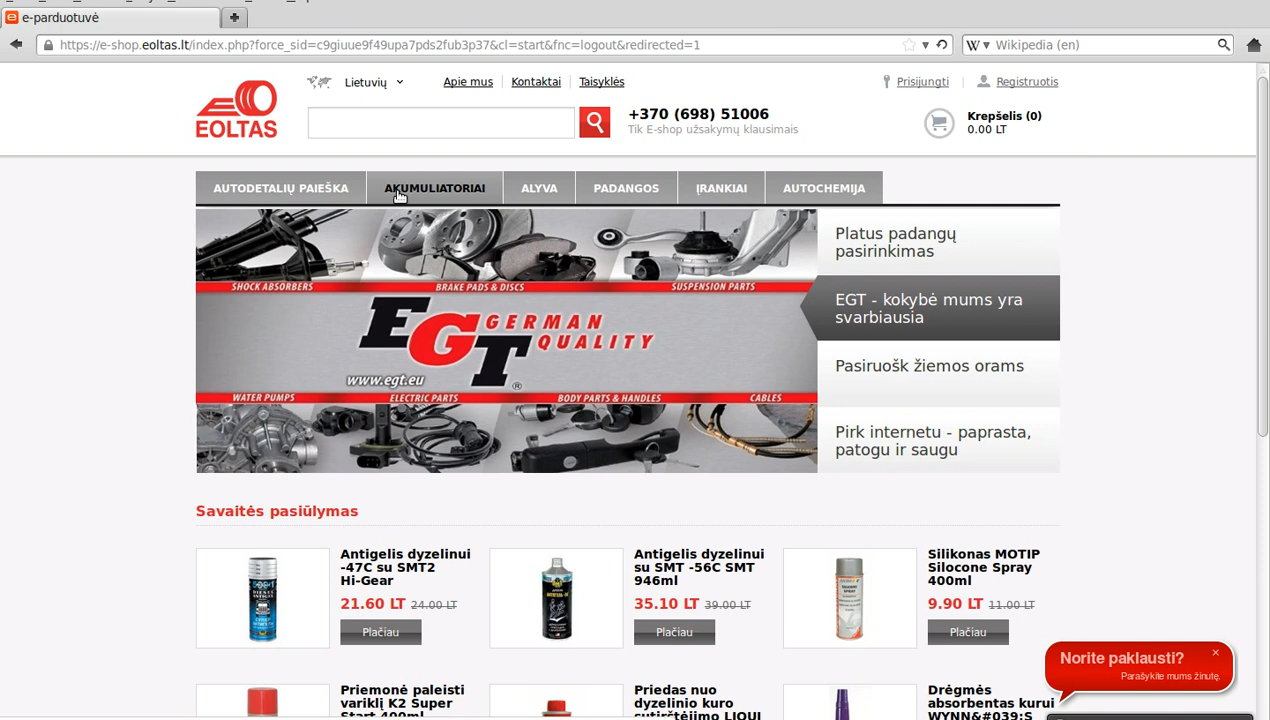 e-parduotuvė
https://e-shop.eoltas.lt/index.php?force_sid=c9giuue9f49upa7pds2fub3p37&cl=start&fnc=logout&redirected=1
Wikipedia (en)
EOLTAS
Lietuvių
Apie mus
Kontaktai
Taisyklės
Prisijungti
Registruotis
+370 (698) 51006
Tik E-shop užsakymų klausimais
Krepšelis (0)
0.00 LT
AUTODETALIŲ PAIEŠKA
AKUMULIATORIAI
ALYVA
PADANGOS
ĮRANKIAI
AUTOCHEMIJA
SHOCK ABSORBERS
BRAKE PADS & DISCS
SUSPENSION PARTS
EGT GERMAN
QUALITY
www.egt.eu
®
WATER PUMPS
ELECTRIC PARTS
BODY PARTS & HANDLES
CABLES
Platus padangų
pasirinkimas
EGT - kokybė mums yra
svarbiausia
Pasiruošk žiemos orams
Pirk internetu - paprasta,
patogu ir saugu
Savaitės pasiūlymas
Antigelis dyzelinui
-47C su SMT2
Hi-Gear
21.60 LT 24.00 LT
Plačiau
Antigelis dyzelinui
su SMT -56C SMT
946ml
35.10 LT 39.00 LT
Plačiau
Silikonas MOTIP
Silocone Spray
400ml
9.90 LT 11.00 LT
Plačiau
Norite paklausti?
×
Parašykite mums žinutę.
Priemonė paleisti
variklį K2 Super
Start 400ml
Priedas nuo
dyzelinio kuro
sutirštėjimo LIQUI
Drėgmės
absorbentas kurui
WYNN&#039;S